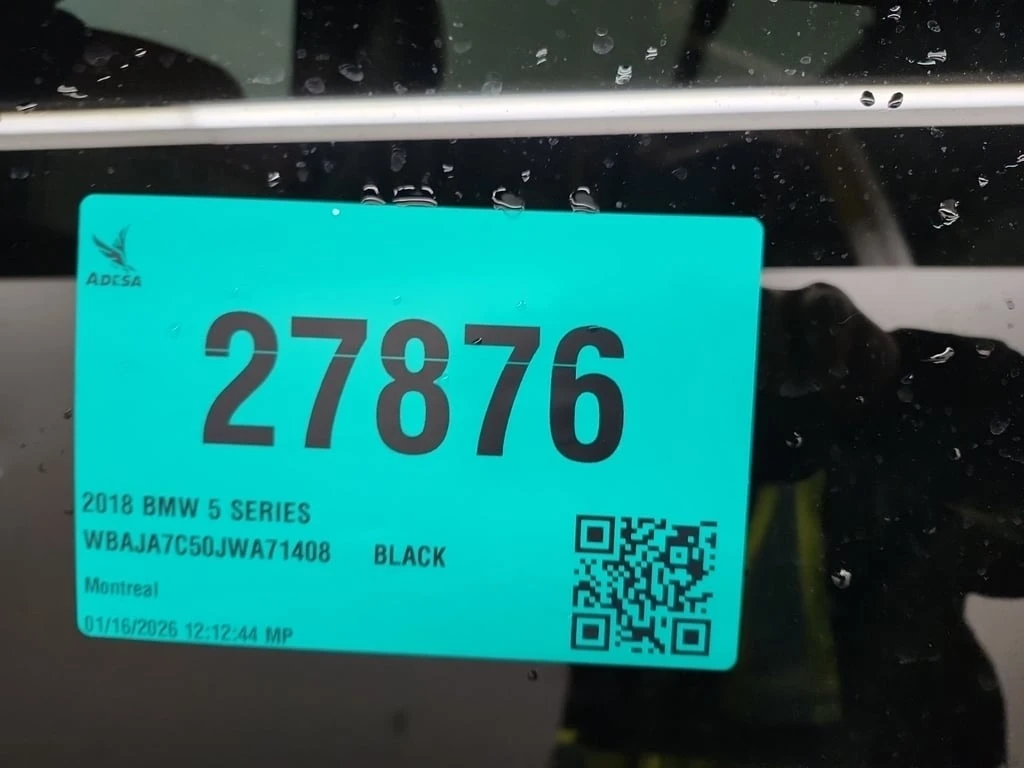 ADESA
27876
2018 BMW 5 SERIES
WBAJA7C50JWA71408 BLACK
Montreal
01/16/2026 12:12:44 MP